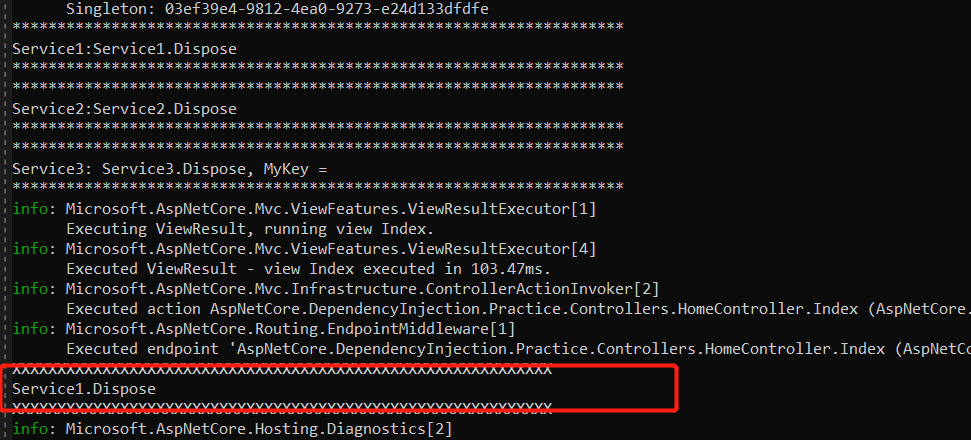 Singleton: 03ef39e4-9812-4ea0-9273-e24d133dfdfe
********************************************************************
Service1:Service1.Dispose
********************************************************************
********************************************************************
Service2:Service2.Dispose
********************************************************************
********************************************************************
Service3: Service3.Dispose, MyKey =
********************************************************************
info: Microsoft.AspNetCore.Mvc.ViewFeatures.ViewResultExecutor[1]
Executing ViewResult, running view Index.
info: Microsoft.AspNetCore.Mvc.ViewFeatures.ViewResultExecutor[4]
Executed ViewResult - view Index executed in 103.47ms.
info: Microsoft.AspNetCore.Mvc.Infrastructure.ControllerActionInvoker[2]
Executed action AspNetCore.DependencyInjection.Practice.Controllers.HomeController.Index (AspNetCore.
info: Microsoft.AspNetCore.Routing.EndpointMiddleware[1]
Executed endpoint 'AspNetCore.DependencyInjection.Practice.Controllers.HomeController.Index (AspNetCo
XXXXXXXXXXXXXXXXXXXXXXXXXXXXXXXXXXXXXXXXXXXXXXXXXXXXXXXXXXXX
Service1.Dispose
XXXXXXXXXXXXXXXXXXXXXXXXXXXXXXXXXXXXXXXXXXXXXXXXXXXXXXXXXXXX
info: Microsoft.AspNetCore.Hosting.Diagnostics[2]